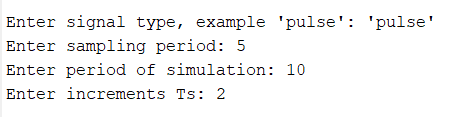 Enter signal type, example 'pulse': 'pulse'
Enter sampling period: 5
Enter period of simulation: 10
Enter increments Ts: 2